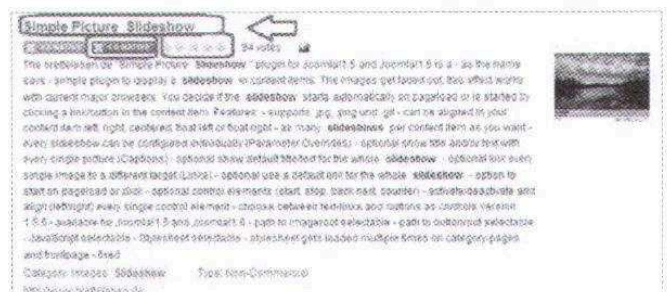 Simple Picture Slideshow
94 votes
The bretteleben.de "Simple Picture Slideshow" - plugin for Joomla!1.5 and Joomla!1.6 is a - as the name
says - simple plugin to display a slideshow in content items. The images get faded out, this effect works
with current major browsers. You decide if the slideshow starts automatically on pageload or is started by
clicking a link/button in the content item. Features: - supports .jpg, .png und .gif - can be aligned in your
content item left, right, centered, float left or float right - as many slideshows per content item as you want -
every slideshow can be configured individually (Parameter Overrides) - optional show title and/or text with
every single picture (Captions) - optional show default title/text for the whole slideshow - optional link every
single image to a different target (Links) - optional use a default link for the whole slideshow - option to
start on pageload or click - optional control elements (start, stop, back next, counter) - activate/deactivate and
align (left/right) every single control element - choose between text-links and buttons as controls Version
- available for Joomla!1.5 and Joomla!1.6 - path to imageroot selectable - path to buttonroot selectable
- JavaScript selectable - Stylesheet selectable - stylesheet gets loaded multiple times on category-pages
and frontpage - fixed
Category: Images Slideshow Type: Non-Commercial